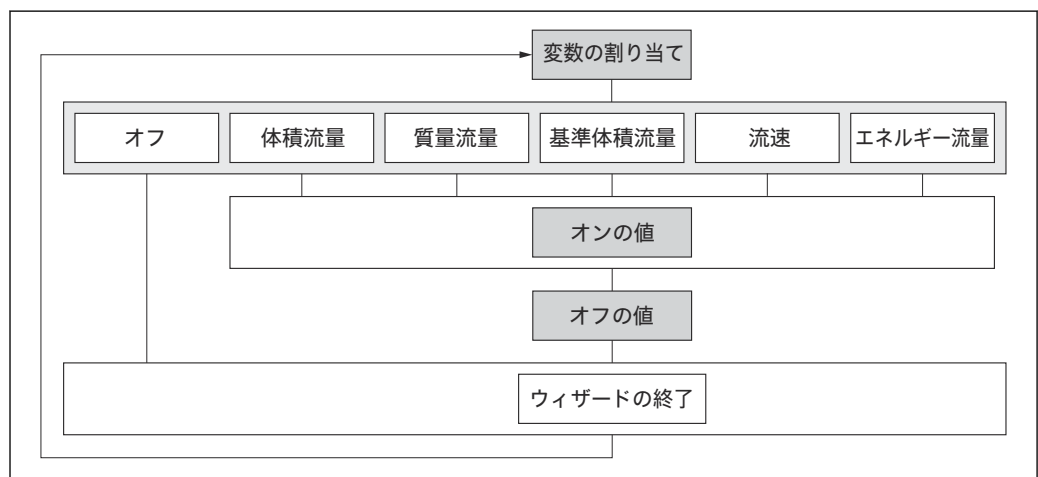 変数の割り当て
オフ
体積流量
質量流量
基準体積流量
流速
エネルギー流量
オンの値
オフの値
ウィザードの終了